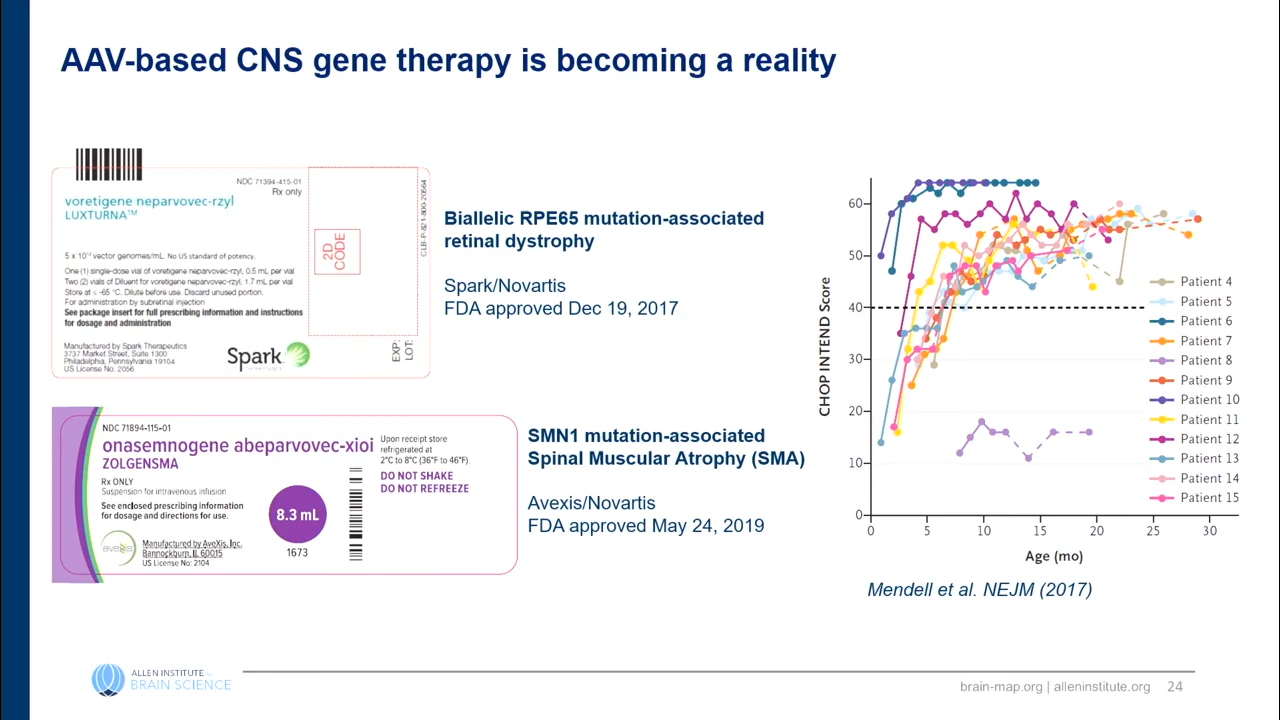 AAV-based CNS gene therapy is becoming a reality
NDC 71394-415-01
Rx only
voretigene neparvovec-rzyl
LUXTURNA™
5 x 10¹² vector genomes/mL. No US standard of potency.
One (1) single-dose vial of voretigene neparvovec-rzyl, 0.5 mL per vial
Two (2) vials of Diluent for voretigene neparvovec-rzyl, 1.7 mL per vial
Store at ≤ -65 °C. Dilute before use. Discard unused portion.
For administration by subretinal injection
See package insert for full prescribing information and instructions
for dosage and administration
Manufactured by Spark Therapeutics
3737 Market Street, Suite 1300
Philadelphia, Pennsylvania 19104
US License No. 2056
Spark
THERAPEUTICS
2D
CODE
EXP:
LOT:
Biallelic RPE65 mutation-associated
retinal dystrophy
Spark/Novartis
FDA approved Dec 19, 2017
NDC 71894-115-01
onasemnogene abeparvovec-xioi
ZOLGENSMA
Rx ONLY
Suspension for intravenous infusion
See enclosed prescribing information
for dosage and directions for use.
avexis
Manufactured by AveXis, Inc.
Bannockburn, IL 60015
US License No: 2104
8.3 mL
1673
Upon receipt store
refrigerated at
2°C to 8°C (36°F to 46°F).
DO NOT SHAKE
DO NOT REFREEZE
SMN1 mutation-associated
Spinal Muscular Atrophy (SMA)
Avexis/Novartis
FDA approved May 24, 2019
CHOP INTEND Score
60
50
40
30
20
10
0
0 5 10 15 20 25 30
Age (mo)
Patient 4
Patient 5
Patient 6
Patient 7
Patient 8
Patient 9
Patient 10
Patient 11
Patient 12
Patient 13
Patient 14
Patient 15
Mendell et al. NEJM (2017)
ALLEN INSTITUTE
BRAIN SCIENCE
brain-map.org | alleninstitute.org 24